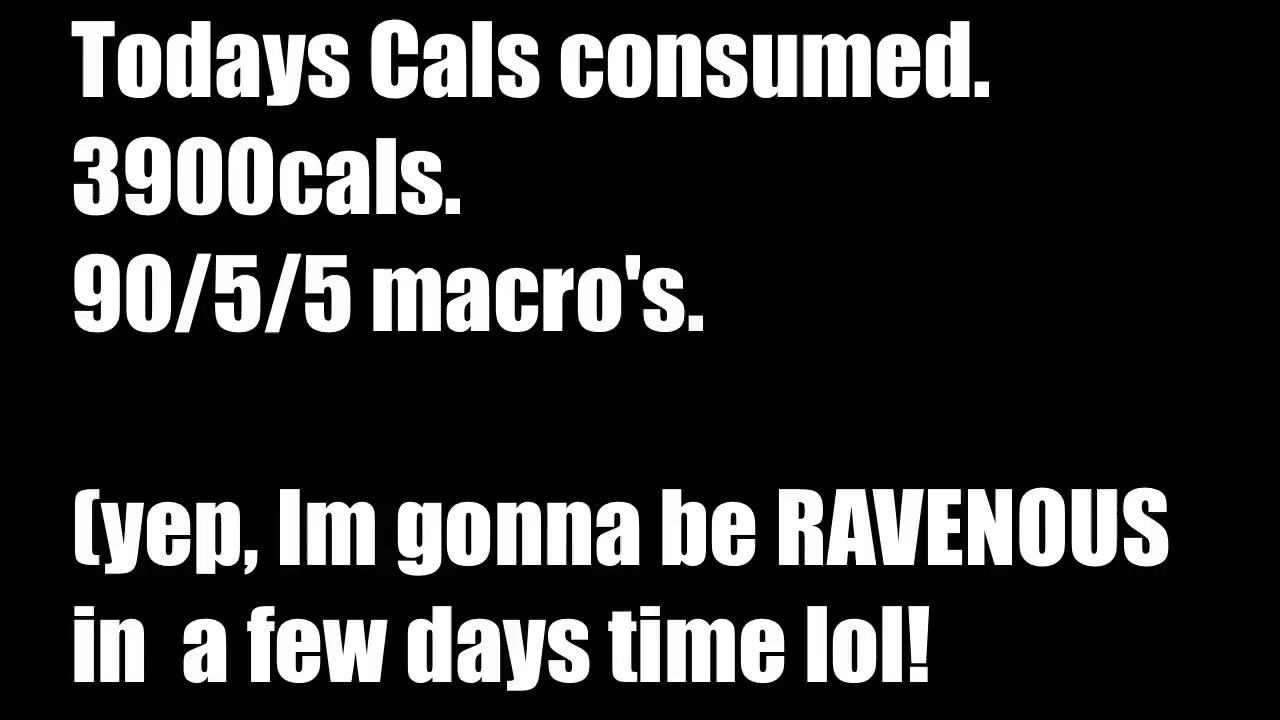 Todays Cals consumed.
3900cals.
90/5/5 macro's.
(yep, Im gonna be RAVENOUS
in  a few days time lol!